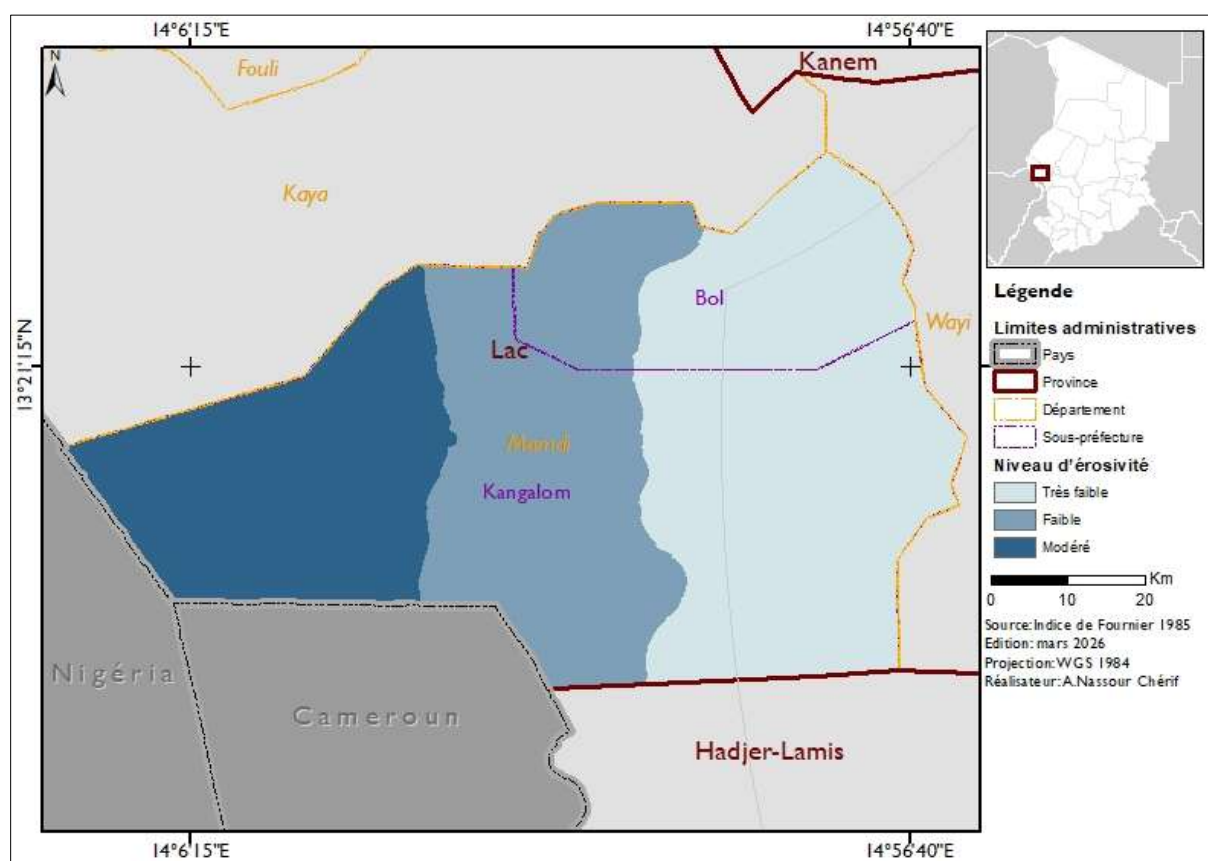 14°6'15"E
14°56'40"E
N
Fouli
Kanem
Kaya
Bol
Wayi
Lac
13°21'15"N
Mamdi
Kangalom
Nigéria
Cameroun
Hadjer-Lamis
14°6'15"E
14°56'40"E
Légende
Limites administratives
Pays
Province
Département
Sous-préfecture
Niveau d'érosivité
Très faible
Faible
Modéré
Km
0 10 20
Source:Indice de Fournier 1985
Edition: mars 2026
Projection: WGS 1984
Réalisateur: A.Nassour Chérif